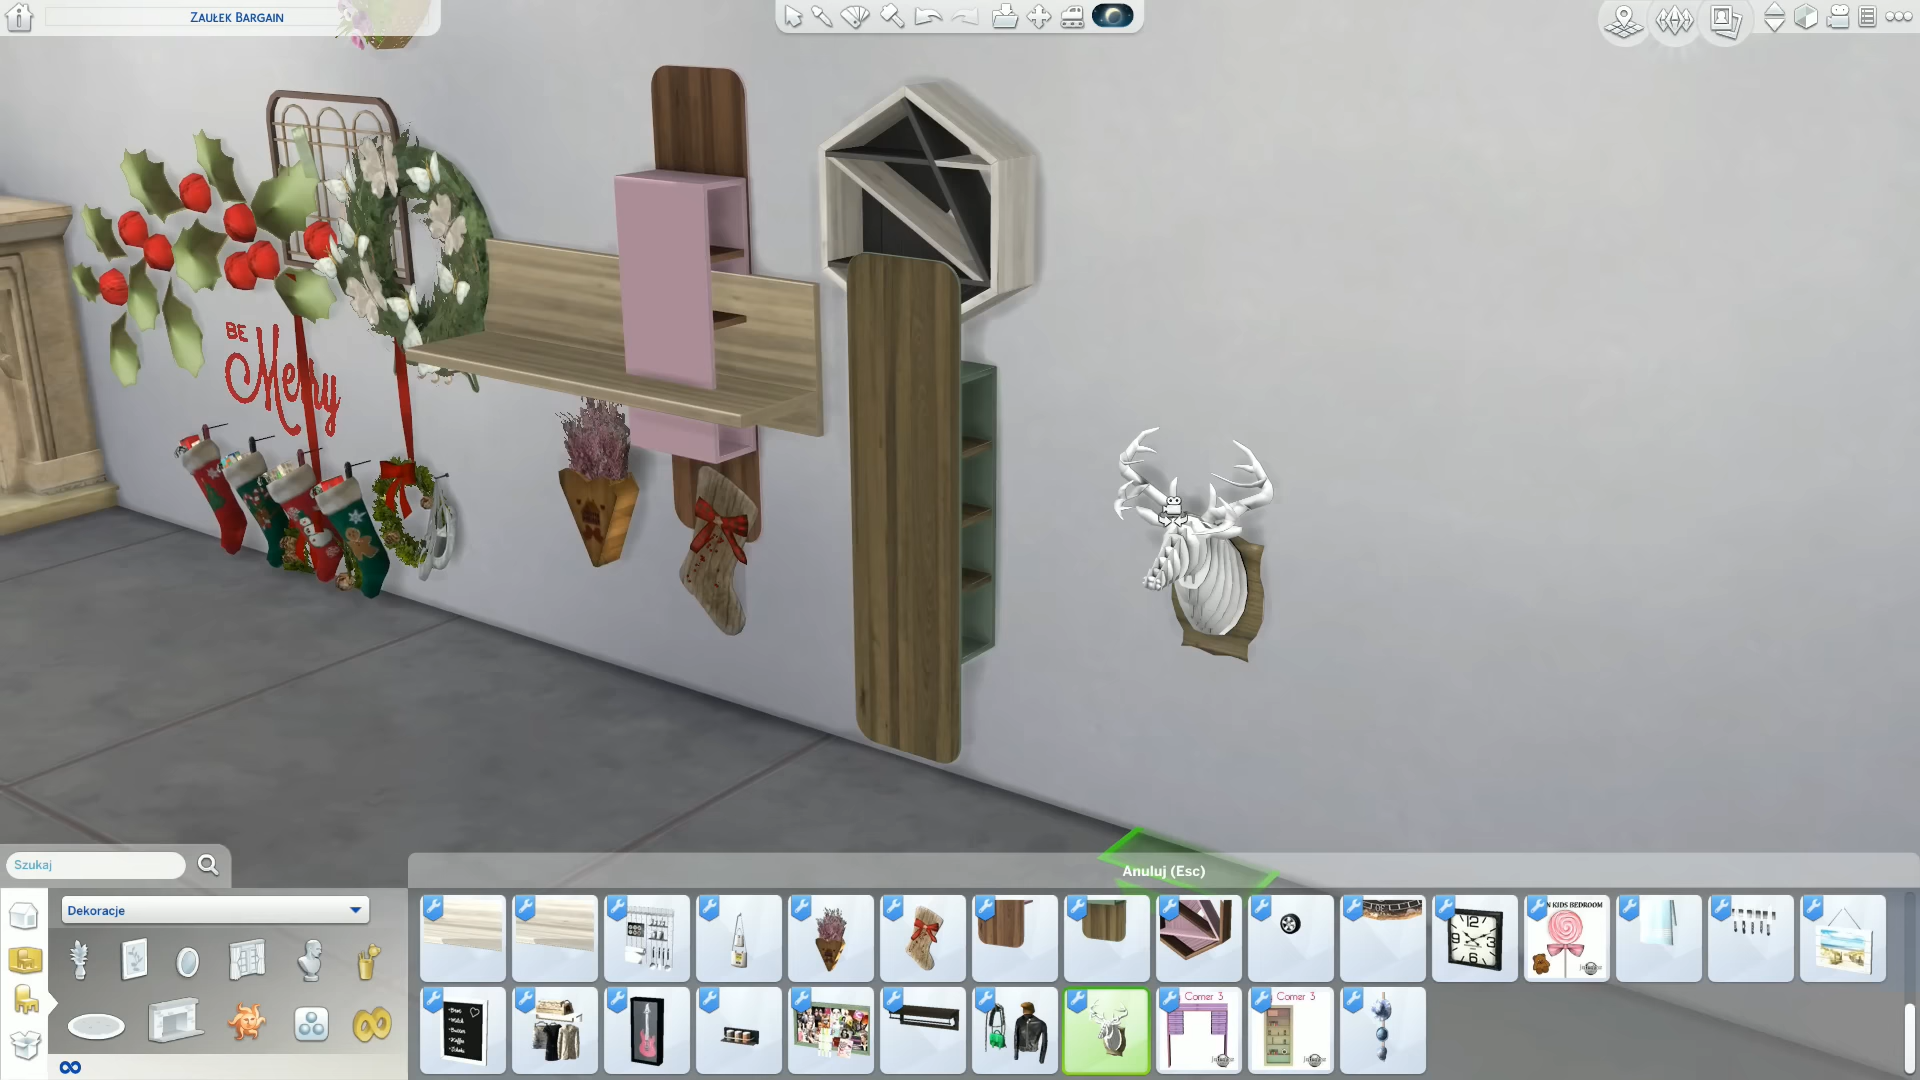 ZAUŁEK BARGAIN
BE
Merry
Anuluj (Esc)
Szukaj
Dekoracje
KIDS BEDROOM
Corner 3
Corner 3